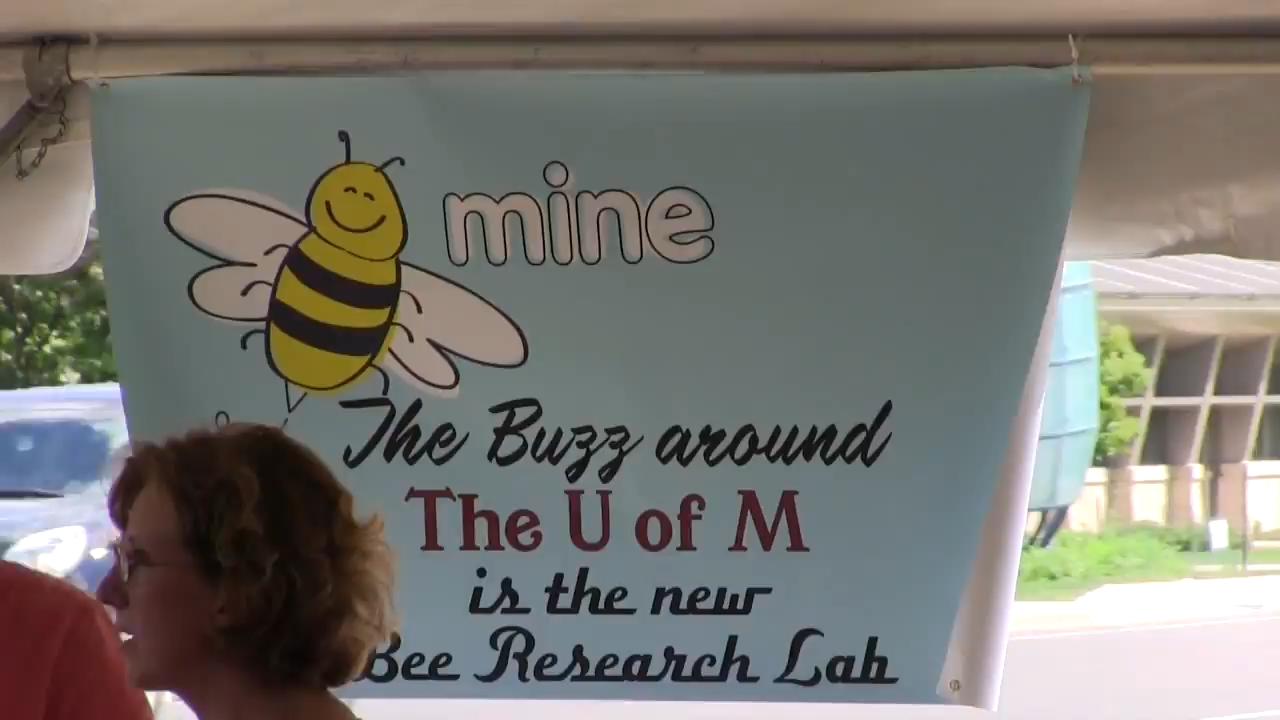 mine
The Buzz around
The U of M
is the new
Bee Research Lab